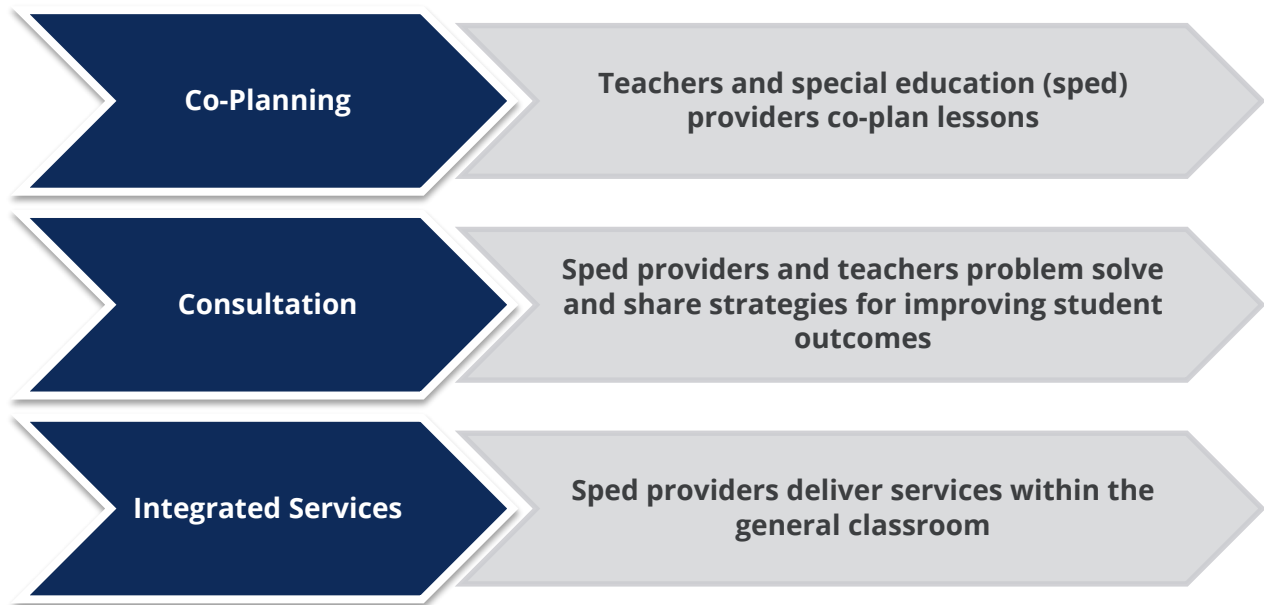 Co-Planning
Teachers and special education (sped)
providers co-plan lessons
Consultation
Sped providers and teachers problem solve
and share strategies for improving student
outcomes
Integrated Services
Sped providers deliver services within the
general classroom